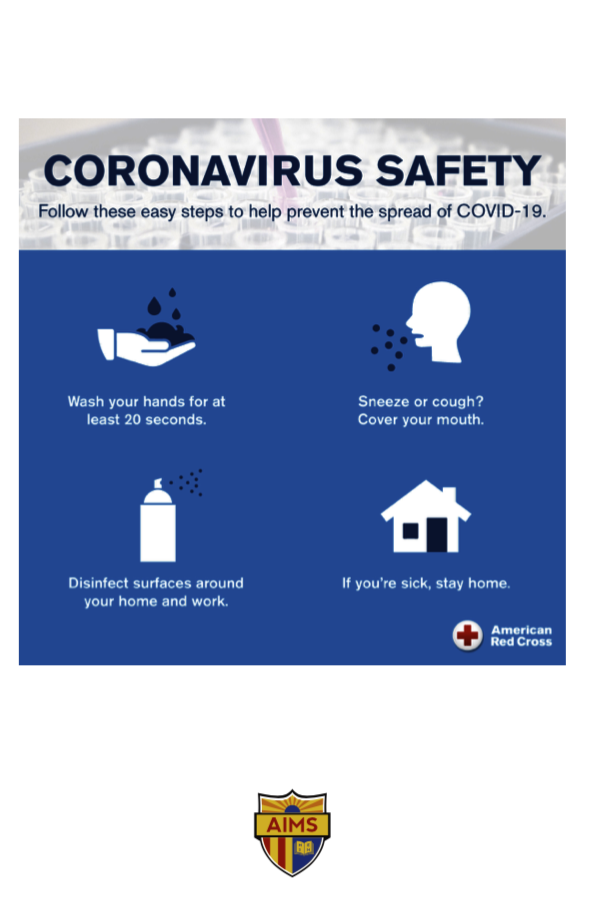 CORONAVIRUS SAFETY
Follow these easy steps to help prevent the spread of COVID-19.
Wash your hands for at
least 20 seconds.
Sneeze or cough?
Cover your mouth.
Disinfect surfaces around
your home and work.
If you're sick, stay home.
American
Red Cross
AIMS